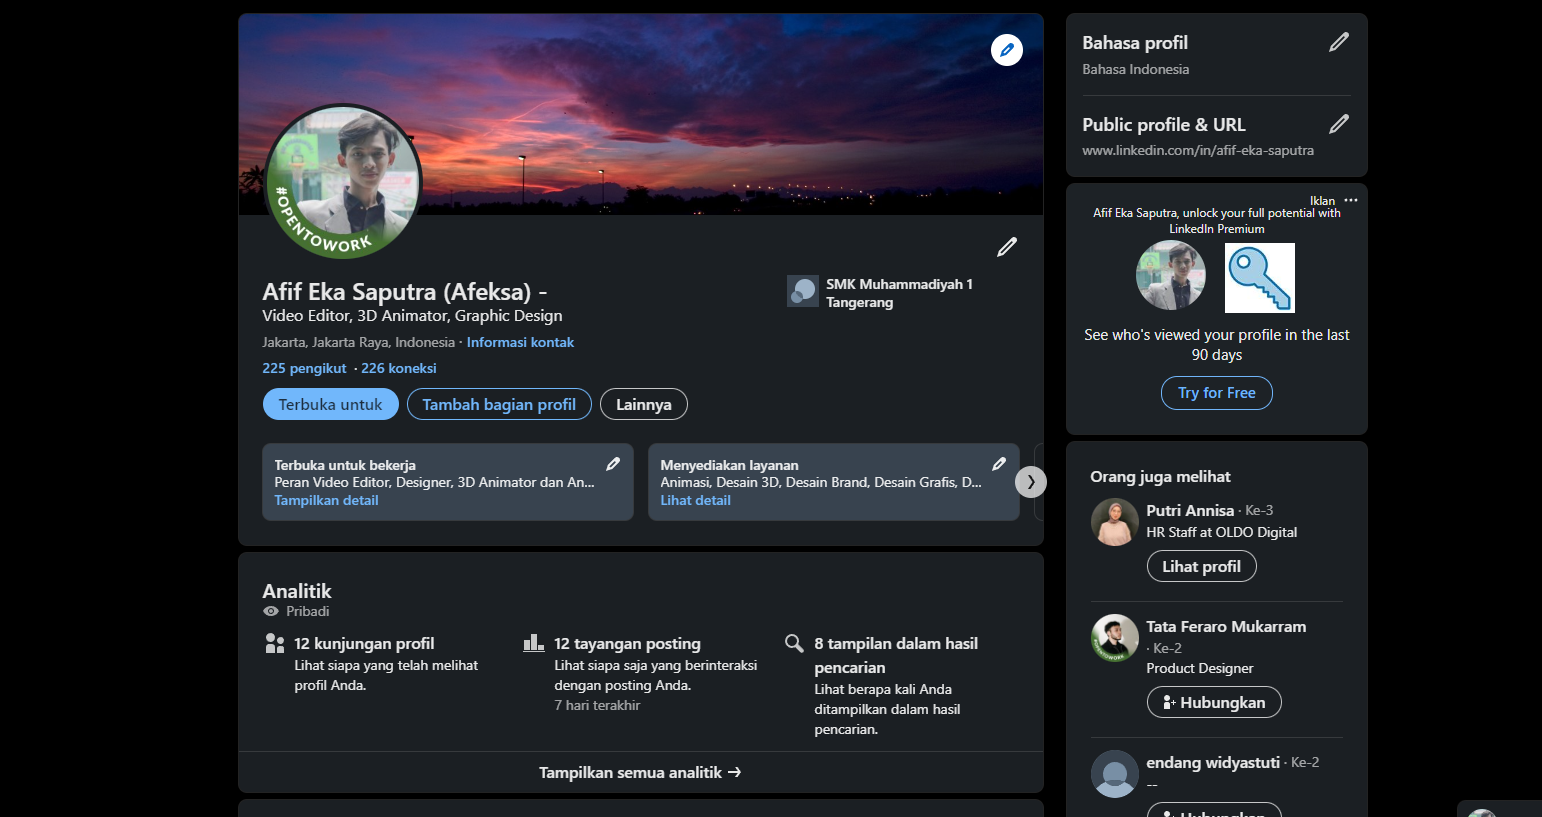 #OPENTOWORK
Afif Eka Saputra (Afeksa) -
Video Editor, 3D Animator, Graphic Design
Jakarta, Jakarta Raya, Indonesia · Informasi kontak
225 pengikut · 226 koneksi
Terbuka untuk
Tambah bagian profil
Lainnya
SMK Muhammadiyah 1
Tangerang
Terbuka untuk bekerja
Peran Video Editor, Designer, 3D Animator dan An...
Tampilkan detail
Menyediakan layanan
Animasi, Desain 3D, Desain Brand, Desain Grafis, D...
Lihat detail
Analitik
Pribadi
12 kunjungan profil
Lihat siapa yang telah melihat
profil Anda.
12 tayangan posting
Lihat siapa saja yang berinteraksi
dengan posting Anda.
7 hari terakhir
8 tampilan dalam hasil
pencarian
Lihat berapa kali Anda
ditampilkan dalam hasil
pencarian.
Tampilkan semua analitik →
Bahasa profil
Bahasa Indonesia
Public profile & URL
www.linkedin.com/in/afif-eka-saputra
Iklan ···
Afif Eka Saputra, unlock your full potential with
LinkedIn Premium
See who's viewed your profile in the last
90 days
Try for Free
Orang juga melihat
Putri Annisa · Ke-3
HR Staff at OLDO Digital
Lihat profil
#OPENTOWORK
Tata Feraro Mukarram
· Ke-2
Product Designer
Hubungkan
endang widyastuti · Ke-2
--
Hubungkan